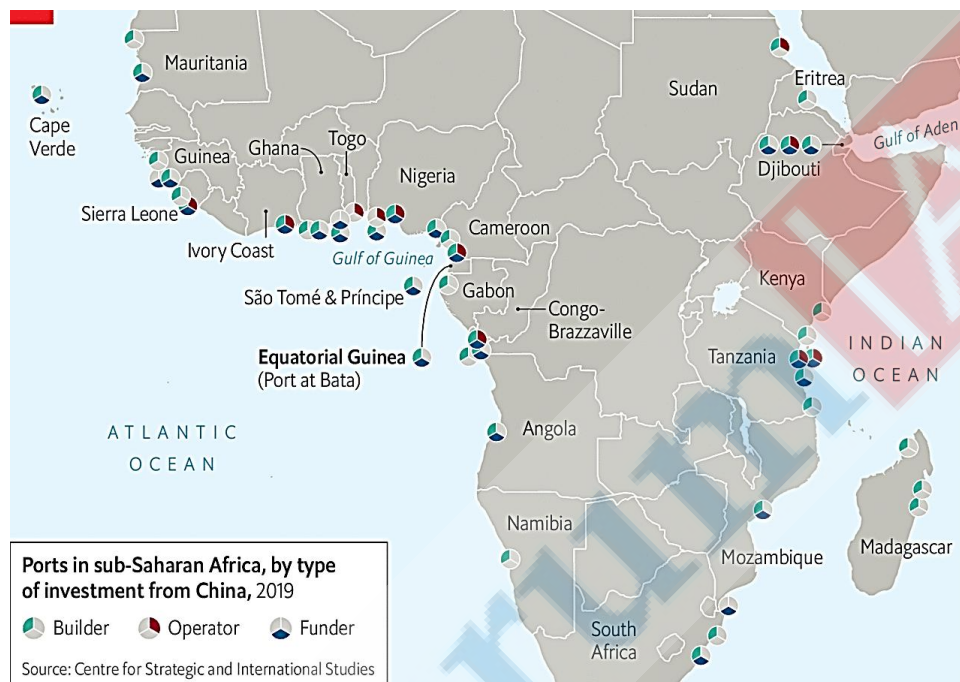 Mauritania
Cape
Verde
Guinea
Ghana
Togo
Nigeria
Sudan
Eritrea
Gulf of Aden
Djibouti
Sierra Leone
Ivory Coast
Gulf of Guinea
Cameroon
São Tomé & Príncipe
Gabon
Congo-
Brazzaville
Kenya
Equatorial Guinea
(Port at Bata)
Tanzania
INDIAN
OCEAN
ATLANTIC
OCEAN
Angola
Namibia
Mozambique
Madagascar
South
Africa
Ports in sub-Saharan Africa, by type
of investment from China, 2019
Builder Operator Funder
Source: Centre for Strategic and International Studies